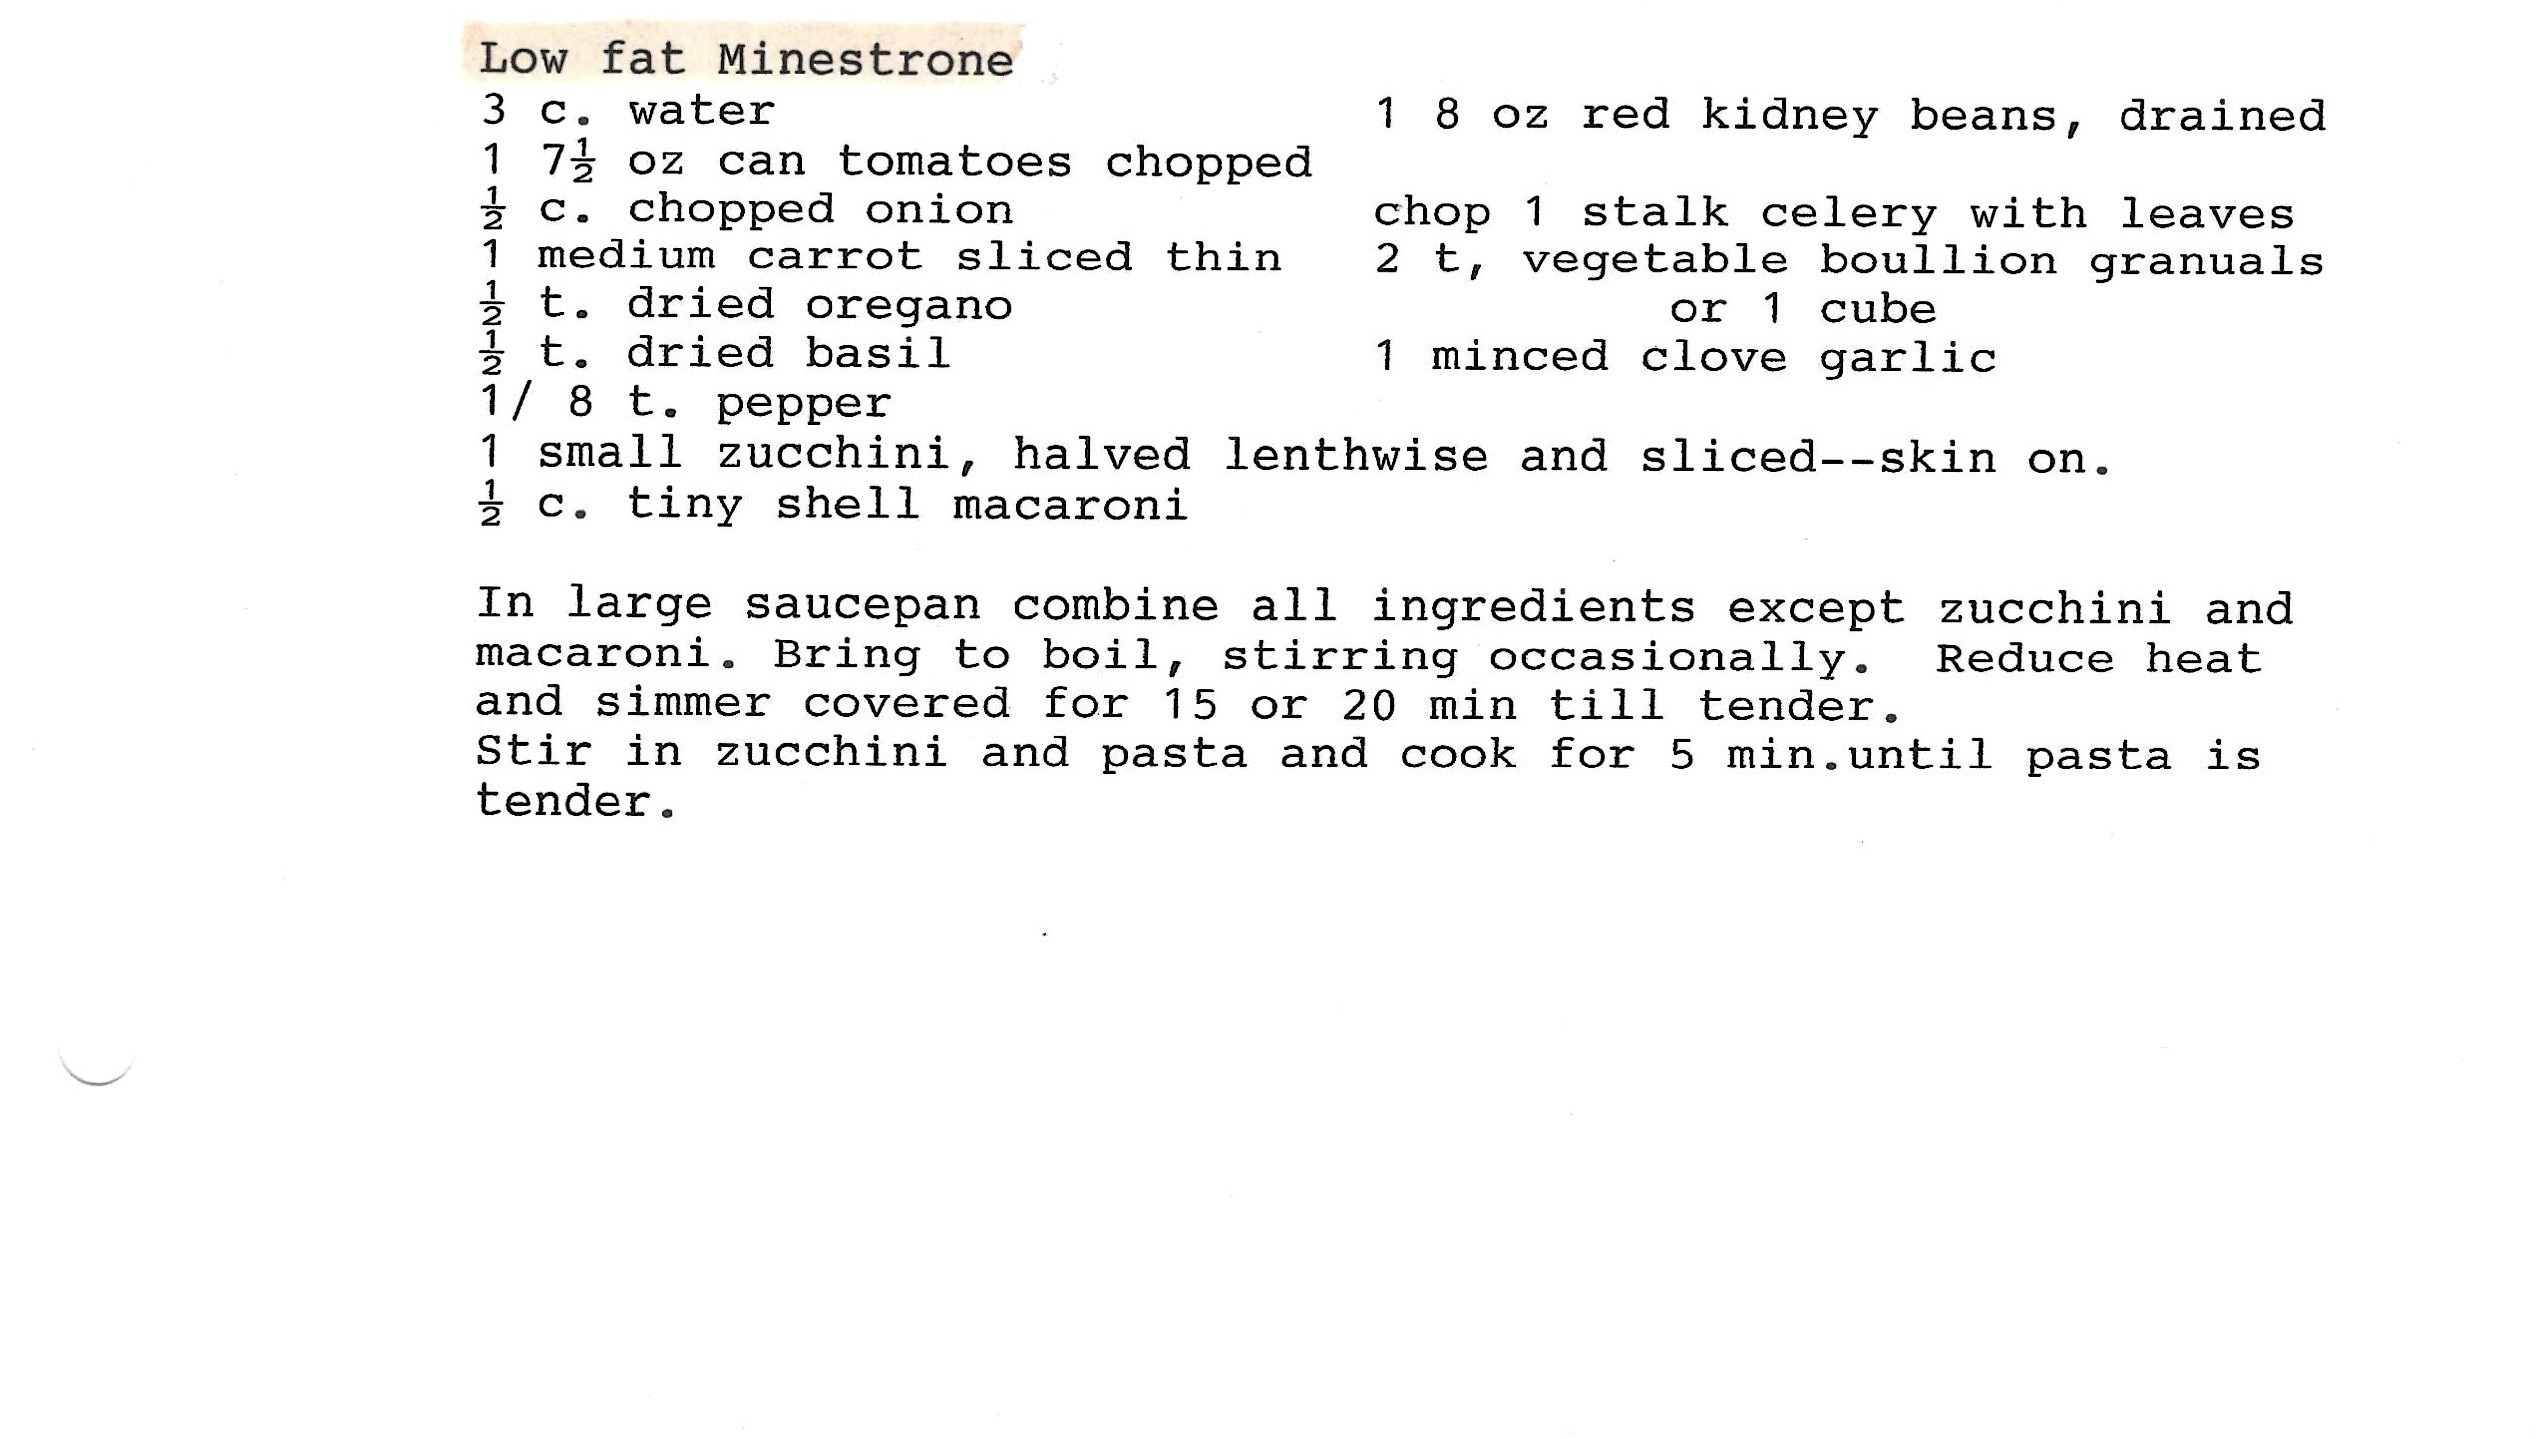 Low fat Minestrone
3 c. water
1 7½ oz can tomatoes chopped
½ c. chopped onion
1 medium carrot sliced thin
½ t. dried oregano
½ t. dried basil
1/ 8 t. pepper
1 8 oz red kidney beans, drained
chop 1 stalk celery with leaves
2 t, vegetable boullion granuals
or 1 cube
1 minced clove garlic
1 small zucchini, halved lenthwise and sliced--skin on.
½ c. tiny shell macaroni
In large saucepan combine all ingredients except zucchini and
macaroni. Bring to boil, stirring occasionally. Reduce heat
and simmer covered for 15 or 20 min till tender.
Stir in zucchini and pasta and cook for 5 min.until pasta is
tender.